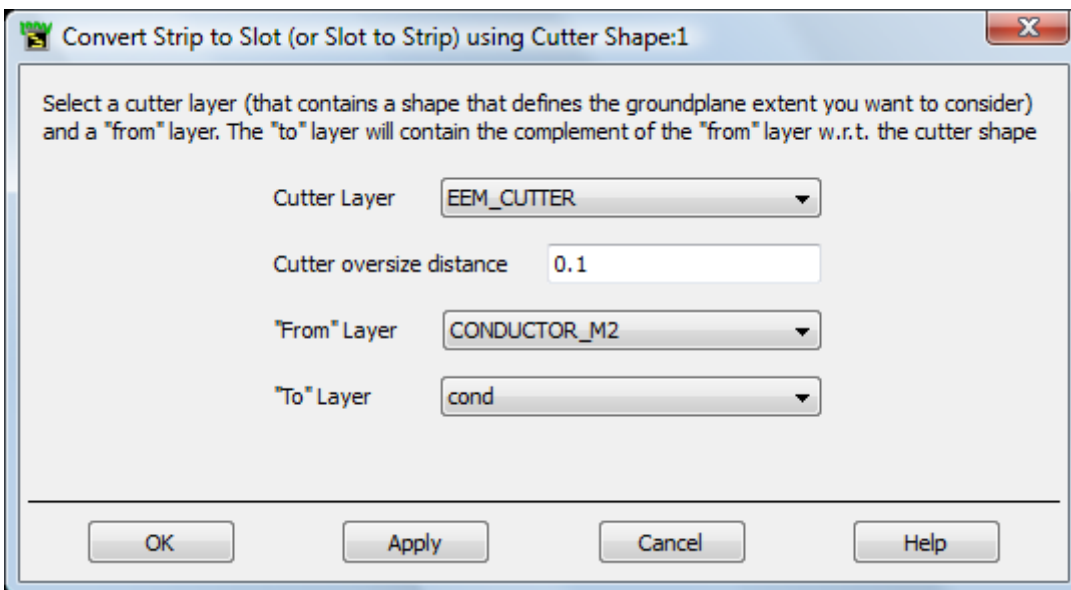 Convert Strip to Slot (or Slot to Strip) using Cutter Shape:1
Select a cutter layer (that contains a shape that defines the groundplane extent you want to consider)
and a "from" layer. The "to" layer will contain the complement of the "from" layer w.r.t. the cutter shape
Cutter Layer EEM_CUTTER
Cutter oversize distance 0.1
"From" Layer CONDUCTOR_M2
"To" Layer cond
OK Apply Cancel Help